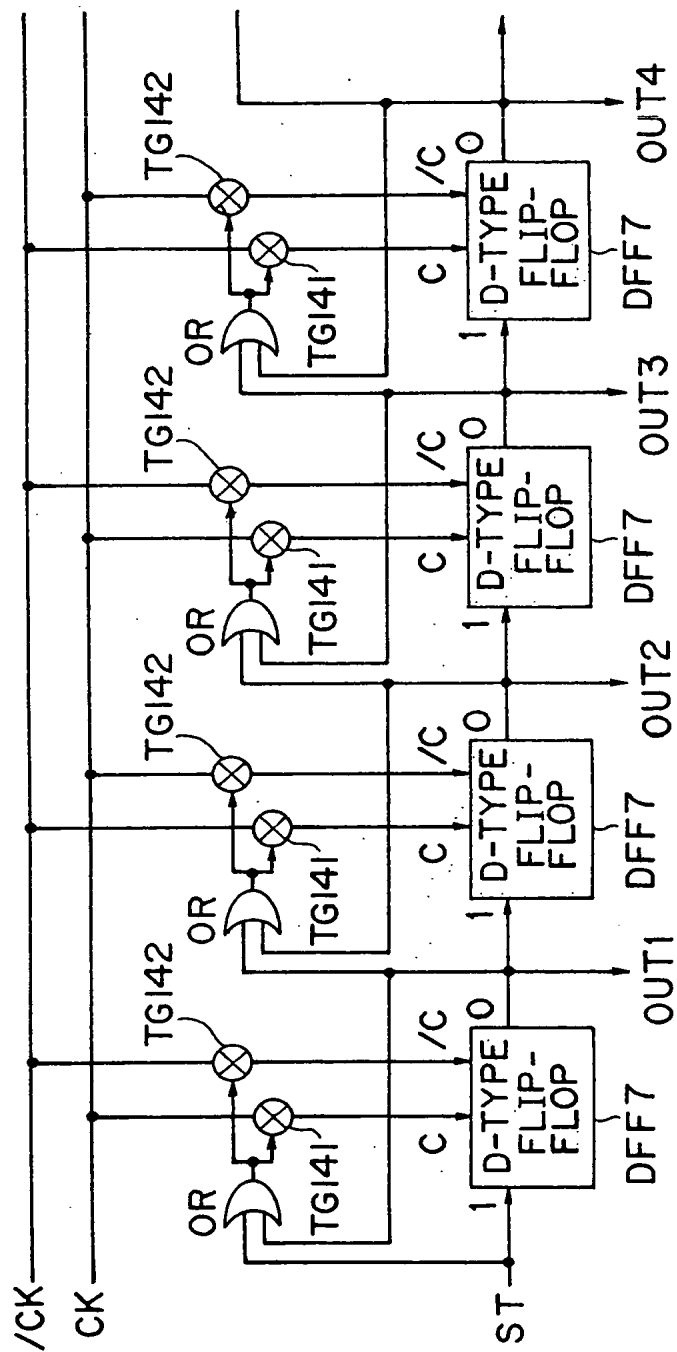 /CK
CK
TG142
TG142
TG142
TG142
OR
OR
OR
OR
TG141
TG141
TG141
TG141
C
/C
C
/C
C
/C
C
/C
ST
1
D-TYPE
FLIP-
FLOP
0
1
D-TYPE
FLIP-
FLOP
0
1
D-TYPE
FLIP-
FLOP
0
1
D-TYPE
FLIP-
FLOP
0
DFF7
OUT1
DFF7
OUT2
DFF7
OUT3
DFF7
OUT4